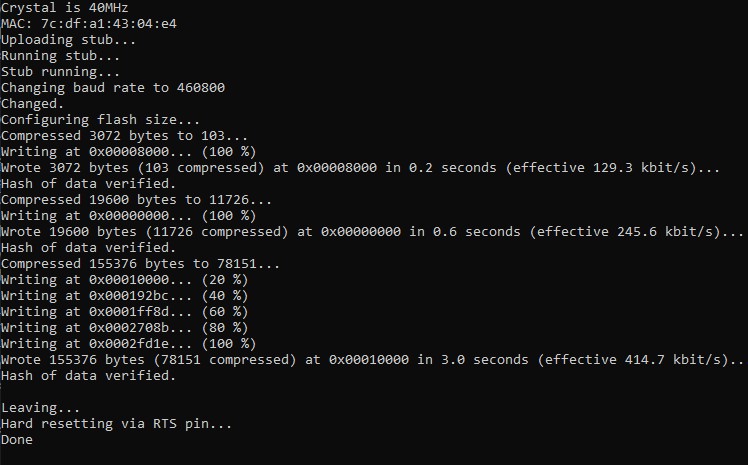 Crystal is 40MHz
MAC: 7c:df:a1:43:04:e4
Uploading stub...
Running stub...
Stub running...
Changing baud rate to 460800
Changed.
Configuring flash size...
Compressed 3072 bytes to 103...
Writing at 0x00008000... (100 %)
Wrote 3072 bytes (103 compressed) at 0x00008000 in 0.2 seconds (effective 129.3 kbit/s)...
Hash of data verified.
Compressed 19600 bytes to 11726...
Writing at 0x00000000... (100 %)
Wrote 19600 bytes (11726 compressed) at 0x00000000 in 0.6 seconds (effective 245.6 kbit/s)...
Hash of data verified.
Compressed 155376 bytes to 78151...
Writing at 0x00010000... (20 %)
Writing at 0x000192bc... (40 %)
Writing at 0x0001ff8d... (60 %)
Writing at 0x0002708b... (80 %)
Writing at 0x0002fd1e... (100 %)
Wrote 155376 bytes (78151 compressed) at 0x00010000 in 3.0 seconds (effective 414.7 kbit/s)..
Hash of data verified.
Leaving...
Hard resetting via RTS pin...
Done